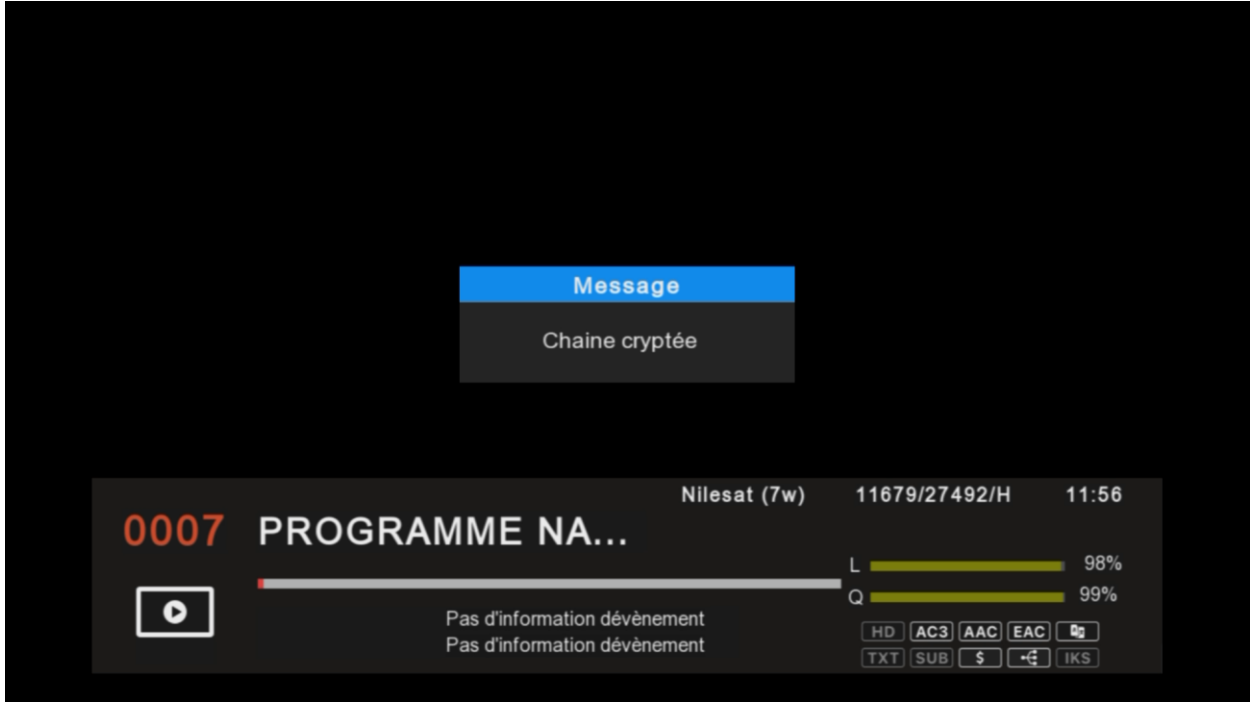 Message
Chaine cryptée
Nilesat (7w) 11679/27492/H 11:56
0007 PROGRAMME NA...
L 98%
Q 99%
Pas d'information dévènement
Pas d'information dévènement
HD AC3 AAC EAC
TXT SUB $ IKS